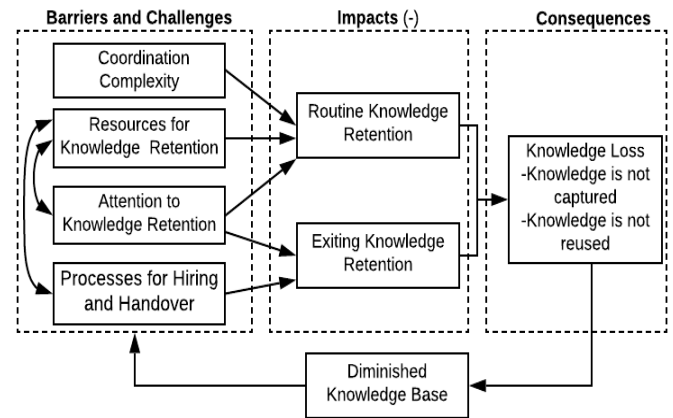 Barriers and Challenges
Impacts (-)
Consequences
Coordination
Complexity
Resources for
Knowledge Retention
Attention to
Knowledge Retention
Processes for Hiring
and Handover
Routine Knowledge
Retention
Exiting Knowledge
Retention
Knowledge Loss
-Knowledge is not
captured
-Knowledge is not
reused
Diminished
Knowledge Base